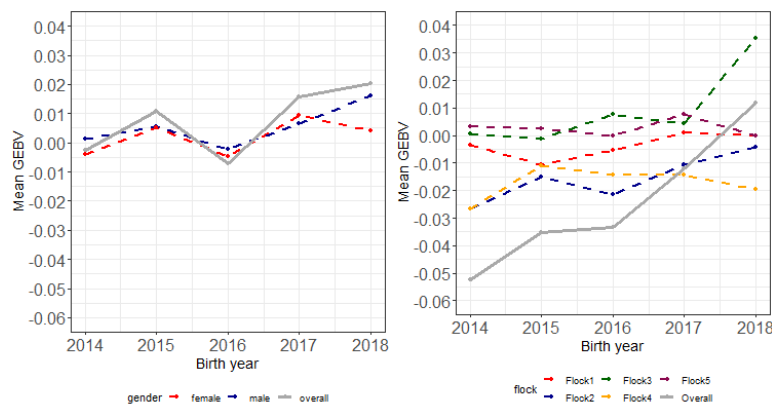 0.04
0.03
0.02
0.01
0.00
-0.01
-0.02
-0.03
-0.04
-0.05
-0.06
Mean GEBV
2014 2015 2016 2017 2018
Birth year
gender female male overall
0.04
0.03
0.02
0.01
0.00
-0.01
-0.02
-0.03
-0.04
-0.05
-0.06
Mean GEBV
2014 2015 2016 2017 2018
Birth year
flock
Flock1 Flock3 Flock5
Flock2 Flock4 Overall